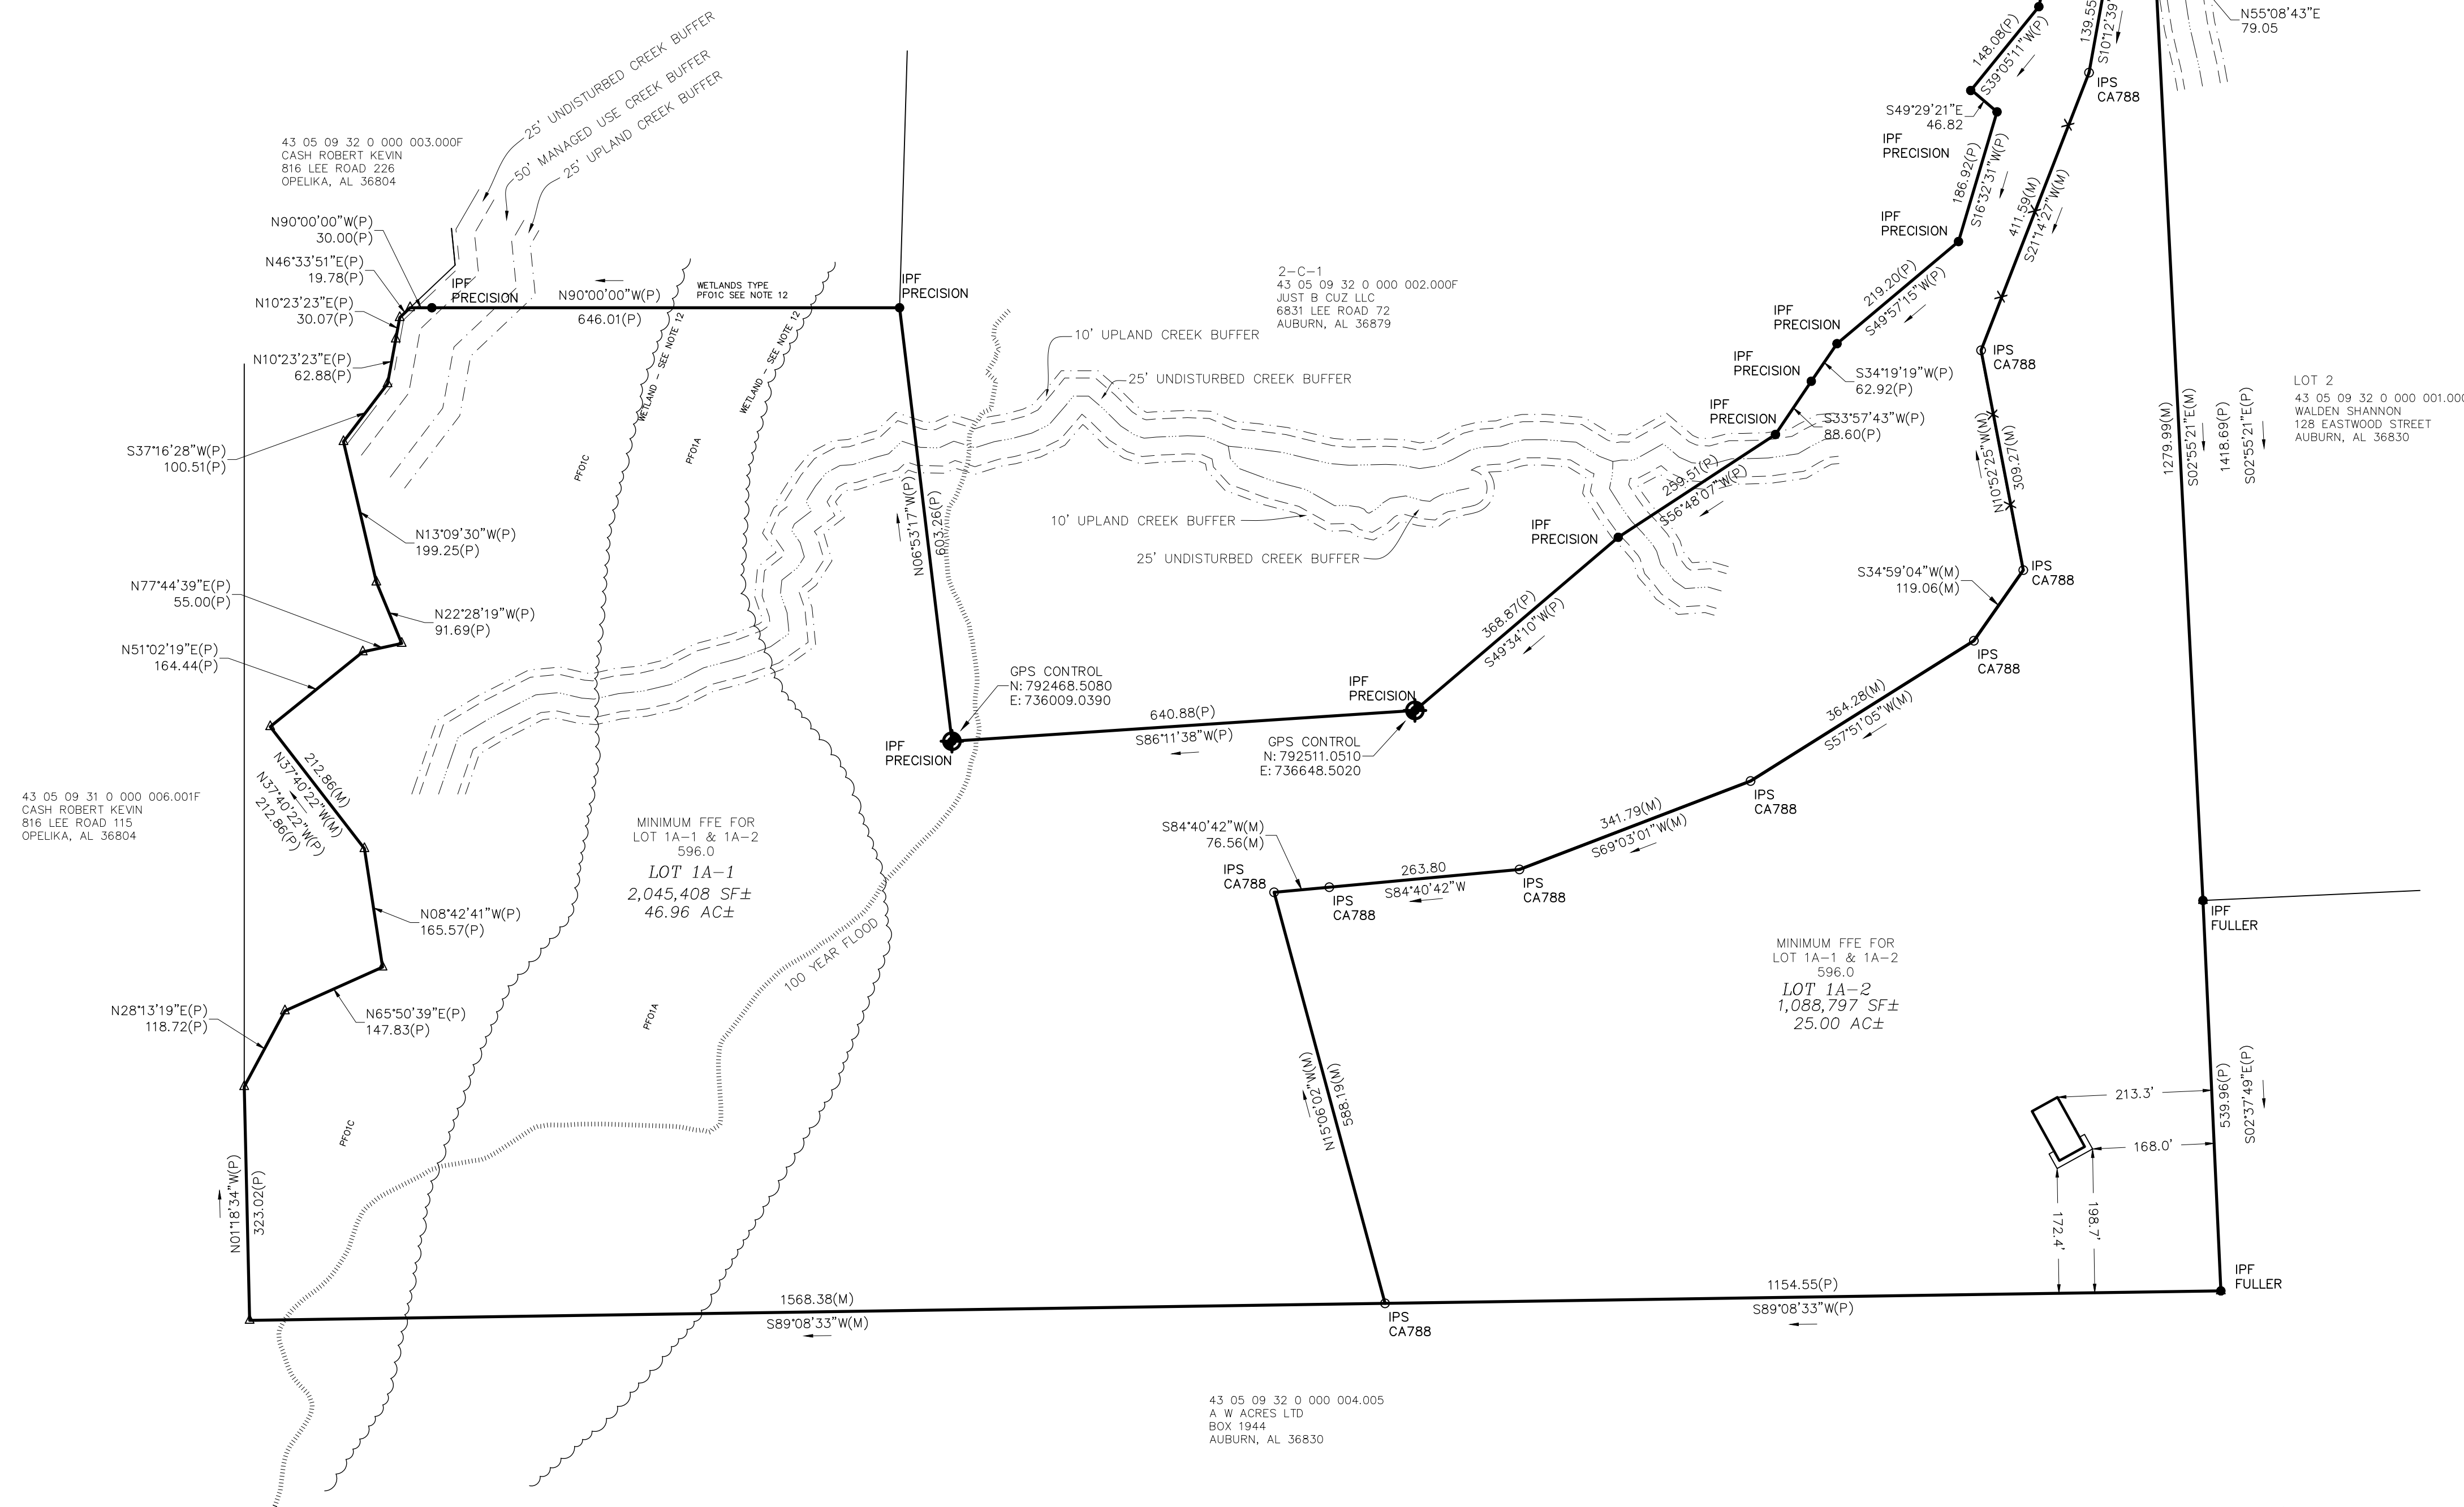 25' UNDISTURBED CREEK BUFFER
50' MANAGED USE CREEK BUFFER
25' UPLAND CREEK BUFFER
43 05 09 32 0 000 003.000F
CASH ROBERT KEVIN
816 LEE ROAD 226
OPELIKA, AL 36804
N90°00'00"W(P)
30.00(P)
N46°33'51"E(P)
19.78(P)
N10°23'23"E(P)
30.07(P)
N10°23'23"E(P)
62.88(P)
S37°16'28"W(P)
100.51(P)
N13°09'30"W(P)
199.25(P)
N77°44'39"E(P)
55.00(P)
N22°28'19"W(P)
91.69(P)
N51°02'19"E(P)
164.44(P)
212.86(M)
N37°40'22"W(M)
N37°40'22"W(P)
212.86(P)
43 05 09 31 0 000 006.001F
CASH ROBERT KEVIN
816 LEE ROAD 115
OPELIKA, AL 36804
N08°42'41"W(P)
165.57(P)
N28°13'19"E(P)
118.72(P)
N65°50'39"E(P)
147.83(P)
N01°18'34"W(P)
323.02(P)
IPF
PRECISION
N90°00'00"W(P)
646.01(P)
WETLANDS TYPE
PF01C SEE NOTE 12
IPF
PRECISION
WETLAND - SEE NOTE 12
WETLAND - SEE NOTE 12
PF01C
PF01A
PF01A
PF01C
N06°53'17"W(P)
603.26(P)
2-C-1
43 05 09 32 0 000 002.000F
JUST B CUZ LLC
6831 LEE ROAD 72
AUBURN, AL 36879
10' UPLAND CREEK BUFFER
25' UNDISTURBED CREEK BUFFER
10' UPLAND CREEK BUFFER
25' UNDISTURBED CREEK BUFFER
GPS CONTROL
N: 792468.5080
E: 736009.0390
IPF
PRECISION
640.88(P)
S86°11'38"W(P)
IPF
PRECISION
GPS CONTROL
N: 792511.0510
E: 736648.5020
368.87(P)
S49°34'10"W(P)
IPF
PRECISION
259.51(P)
S56°48'07"W(P)
IPF
PRECISION
S33°57'43"W(P)
88.60(P)
IPF
PRECISION
S34°19'19"W(P)
62.92(P)
IPF
PRECISION
219.20(P)
S49°57'15"W(P)
IPF
PRECISION
186.92(P)
S16°32'31"W(P)
IPF
PRECISION
S49°29'21"E
46.82
148.08(P)
S39°05'11"W(P)
139.55
S10°12'39"
IPS
CA788
N55°08'43"E
79.05
411.59(M)
S21°14'27"W(M)
IPS
CA788
N10°52'25"W(M)
309.27(M)
IPS
CA788
S34°59'04"W(M)
119.06(M)
IPS
CA788
364.28(M)
S57°51'05"W(M)
IPS
CA788
341.79(M)
S69°03'01"W(M)
IPS
CA788
263.80
S84°40'42"W
IPS
CA788
S84°40'42"W(M)
76.56(M)
IPS
CA788
1279.99(M)
S02°55'21"E(M)
1418.69(P)
S02°55'21"E(P)
LOT 2
43 05 09 32 0 000 001.000
WALDEN SHANNON
128 EASTWOOD STREET
AUBURN, AL 36830
IPF
FULLER
MINIMUM FFE FOR
LOT 1A-1 & 1A-2
596.0
LOT 1A-1
2,045,408 SF±
46.96 AC±
100 YEAR FLOOD
MINIMUM FFE FOR
LOT 1A-1 & 1A-2
596.0
LOT 1A-2
1,088,797 SF±
25.00 AC±
N15°06'02"W(M)
588.19(M)
213.3'
168.0'
172.4'
198.7'
539.96(P)
S02°37'49"E(P)
IPF
FULLER
1568.38(M)
S89°08'33"W(M)
IPS
CA788
1154.55(P)
S89°08'33"W(P)
43 05 09 32 0 000 004.005
A W ACRES LTD
BOX 1944
AUBURN, AL 36830